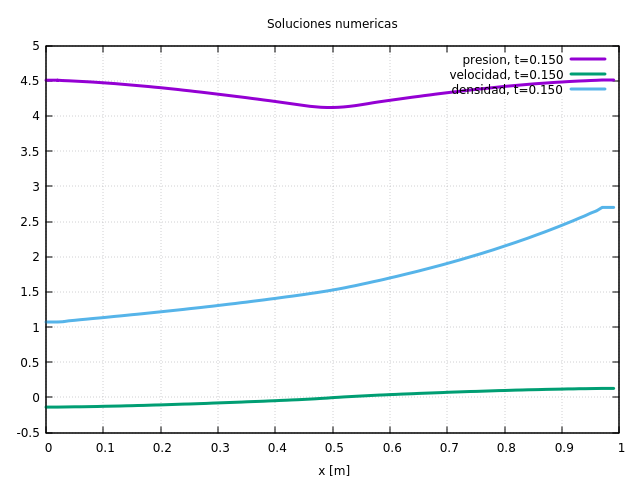 Soluciones numericas
presion, t=0.150
velocidad, t=0.150
densidad, t=0.150
5
4.5
4
3.5
3
2.5
2
1.5
1
0.5
0
-0.5
0 0.1 0.2 0.3 0.4 0.5 0.6 0.7 0.8 0.9 1
x [m]